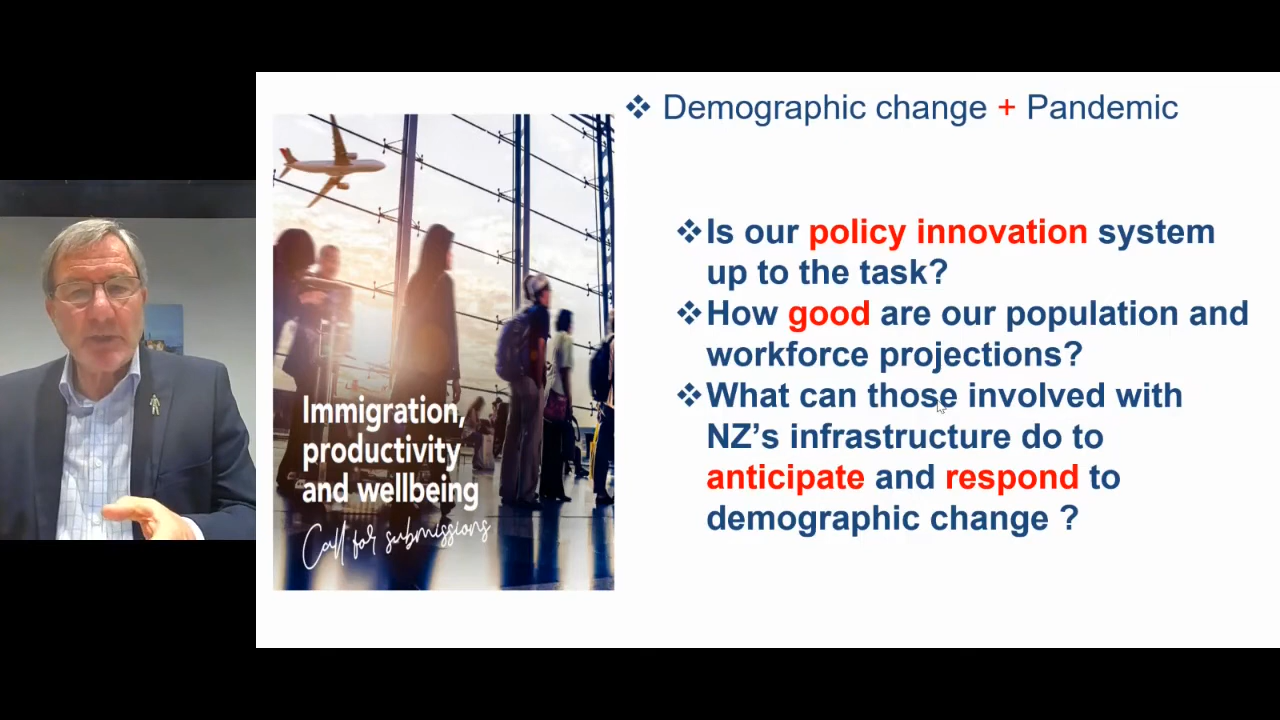 ❖ Demographic change + Pandemic
❖Is our policy innovation system
up to the task?
❖How good are our population and
workforce projections?
❖What can those involved with
NZ’s infrastructure do to
anticipate and respond to
demographic change ?
Immigration,
productivity
and wellbeing
Call for submissions